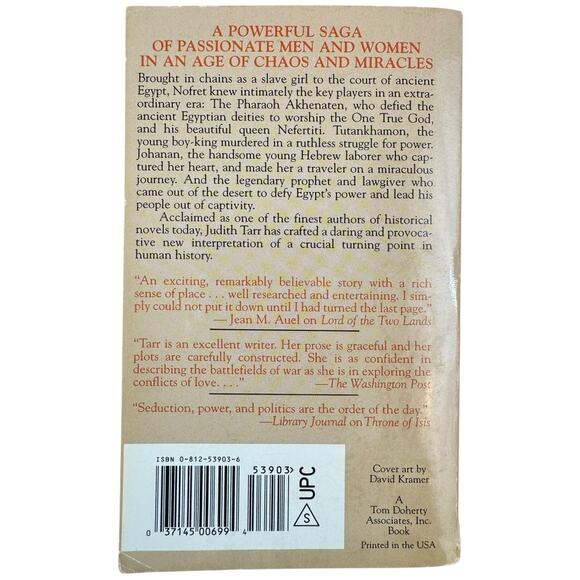 A POWERFUL SAGA
OF PASSIONATE MEN AND WOMEN
IN AN AGE OF CHAOS AND MIRACLES
Brought in chains as a slave girl to the court of ancient
Egypt, Nofret knew intimately the key players in an extra-
ordinary era: The Pharaoh Akhenaten, who defied the
ancient Egyptian deities to worship the One True God,
and his beautiful queen Nefertiti. Tutankhamon, the
young boy-king murdered in a ruthless struggle for power.
Johanan, the handsome young Hebrew laborer who cap-
tured her heart, and made her a traveler on a miraculous
journey. And the legendary prophet and lawgiver who
came out of the desert to defy Egypt's power and lead his
people out of captivity.
Acclaimed as one of the finest authors of historical
novels today, Judith Tarr has crafted a daring and provoca-
tive new interpretation of a crucial turning point in
human history.
"An exciting, remarkably believable story with a rich
sense of place . . . well researched and entertaining. I sim-
ply could not put it down until I had turned the last page."
—Jean M. Auel on Lord of the Two Lands
"Tarr is an excellent writer. Her prose is graceful and her
plots are carefully constructed. She is as confident in
describing the battlefields of war as she is in exploring the
conflicts of love. . . ." —The Washington Post
"Seduction, power, and politics are the order of the day."
—Library Journal on Throne of Isis
ISBN 0-812-53903-6
53903>
0 37145 00699 4
S
UPC
Cover art by
David Kramer
A
Tom Doherty
Associates, Inc.
Book
Printed in the USA